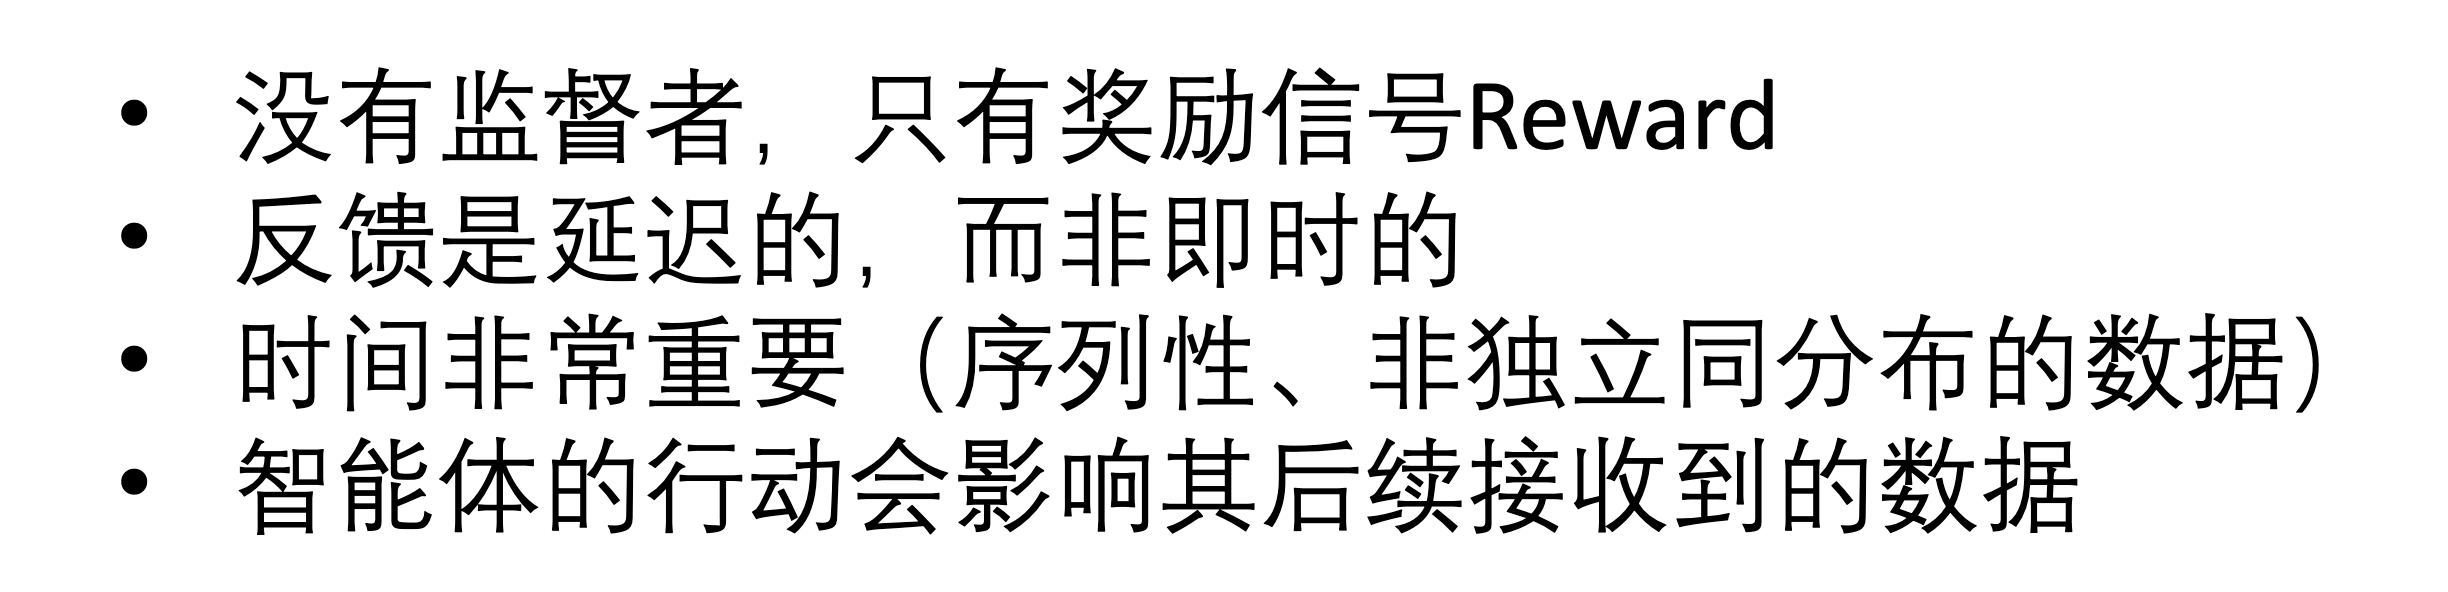 • 没有监督者，只有奖励信号Reward
• 反馈是延迟的，而非即时的
• 时间非常重要（序列性、非独立同分布的数据）
• 智能体的行动会影响其后续接收到的数据